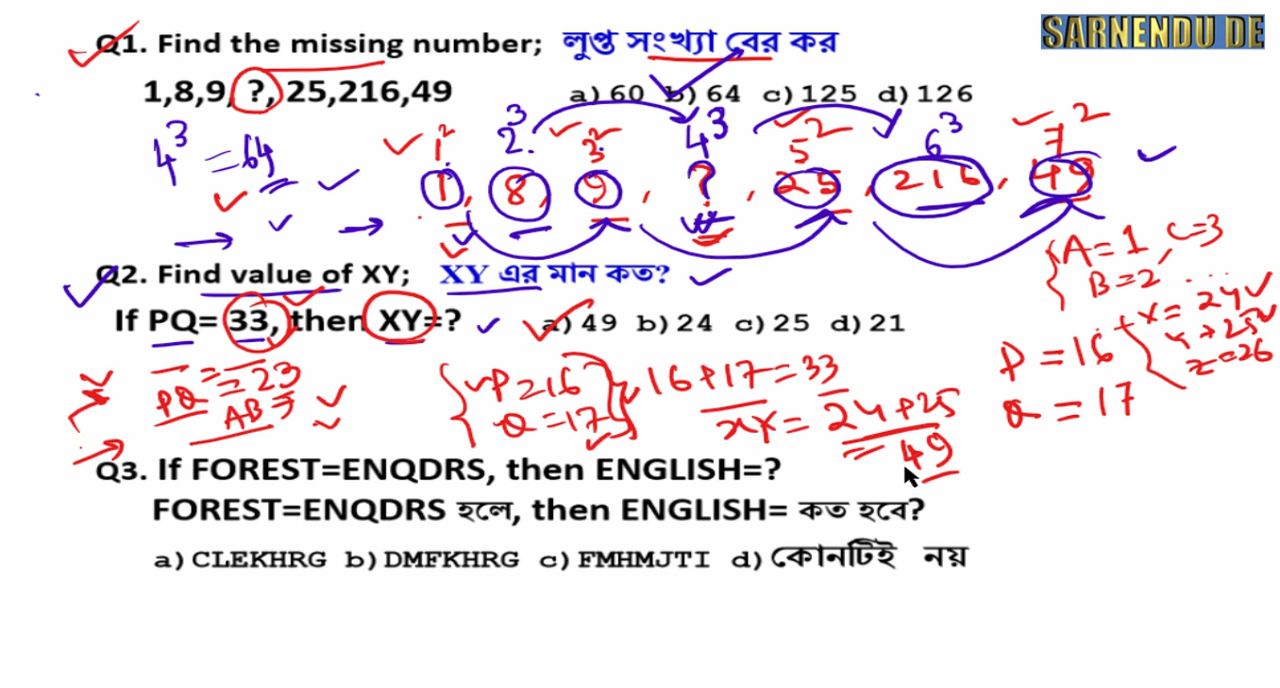 SARNENDU DE
Q1. Find the missing number; লুপ্ত সংখ্যা বের কর
1,8,9, ?, 25,216,49 a) 60 b) 64 c) 125 d) 126
4³ = 64
1² 2³ 3² 4³ 5² 6³ 7²
1, 8, 9, ?, 25, 216, 49
A = 1, C = 3
B = 2
Q2. Find value of XY; XY এর মান কত?
If PQ= 33, then XY=? a) 49 b) 24 c) 25 d) 21
X = 24
Y = 25
Z = 26
P = 16
Q = 17
PQ = 23
AB =
P = 16
Q = 17
16 + 17 = 33
XY = 24 + 25
= 49
Q3. If FOREST=ENQDRS, then ENGLISH=?
FOREST=ENQDRS হলে, then ENGLISH= কত হবে?
a) CLEKHRG b) DMFKHRG c) FMHMJTI d) কোনটিই নয়